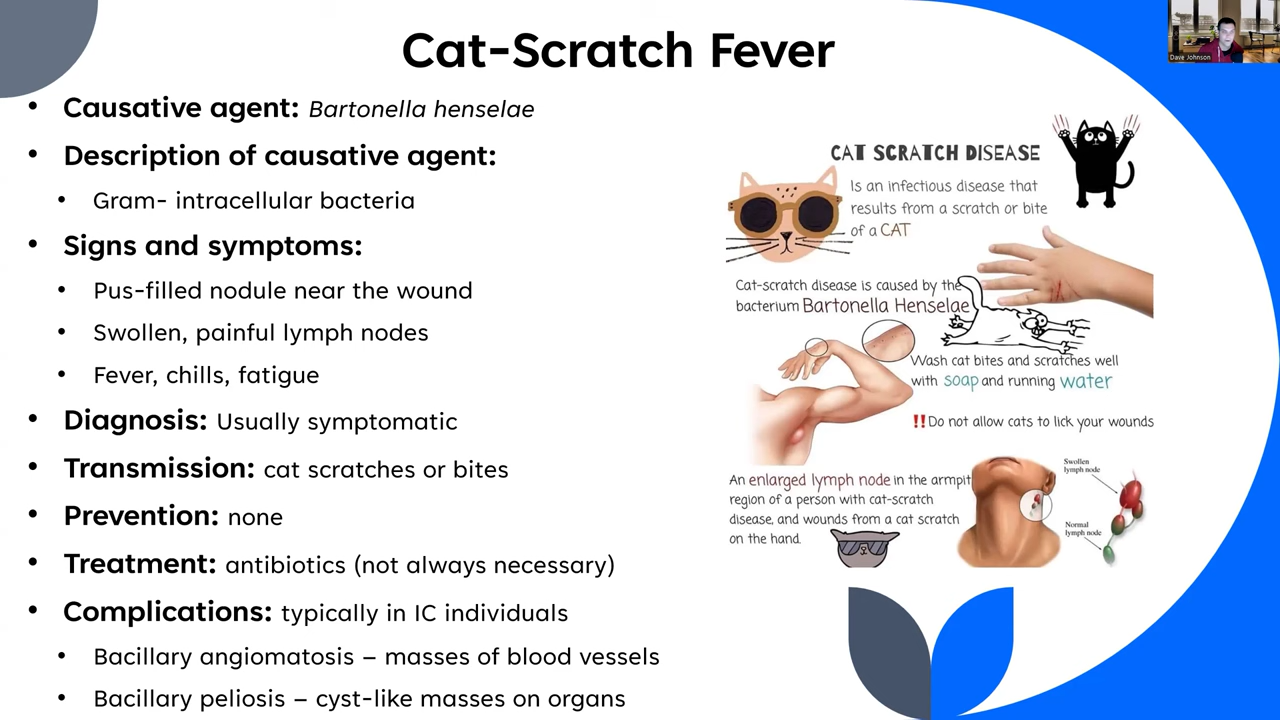 Cat-Scratch Fever
Dave Johnson
• Causative agent: Bartonella henselae
• Description of causative agent:
• Gram- intracellular bacteria
• Signs and symptoms:
• Pus-filled nodule near the wound
• Swollen, painful lymph nodes
• Fever, chills, fatigue
• Diagnosis: Usually symptomatic
• Transmission: cat scratches or bites
• Prevention: none
• Treatment: antibiotics (not always necessary)
• Complications: typically in IC individuals
• Bacillary angiomatosis – masses of blood vessels
• Bacillary peliosis – cyst-like masses on organs
CAT SCRATCH DISEASE
Is an infectious disease that
results from a scratch or bite
of a CAT
Cat-scratch disease is caused by the
bacterium Bartonella Henselae
Wash cat bites and scratches well
with soap and running water
!!Do not allow cats to lick your wounds
An enlarged lymph node in the armpit
region of a person with cat-scratch
disease, and wounds from a cat scratch
on the hand.
Swollen
lymph node
Normal
lymph node